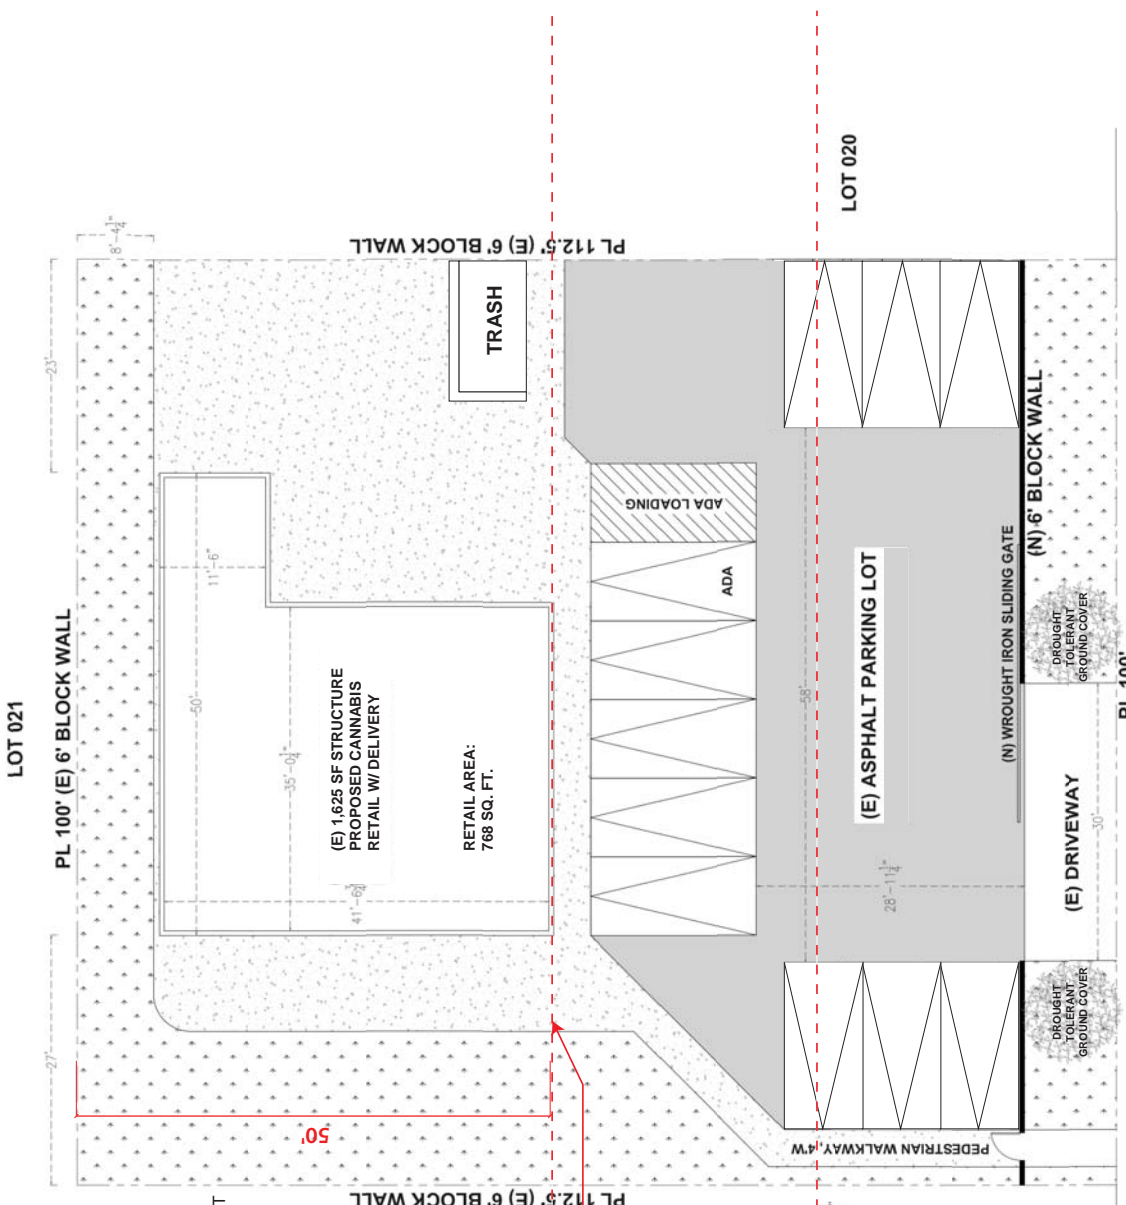 LOT 020
8'-4 1/4"
PL 112.5' (E) 6' BLOCK WALL
23'
TRASH
(N) 6' BLOCK WALL
LOT 021
PL 100' (E) 6' BLOCK WALL
11'-6"
50'
35'-0 1/4"
(E) 1,625 SF STRUCTURE
PROPOSED CANNABIS
RETAIL W/ DELIVERY
RETAIL AREA:
768 SQ. FT.
41'-6 1/4"
ADA LOADING
ADA
58'
(E) ASPHALT PARKING LOT
28'-11 1/4"
(N) WROUGHT IRON SLIDING GATE
DROUGHT
TOLERANT
GROUND COVER
PL 100'
(E) DRIVEWAY
30'
DROUGHT
TOLERANT
GROUND COVER
27'
50'
PEDESTRIAN WALKWAY, 4'W
PL 112.5' (E) 6' BLOCK WALL
T